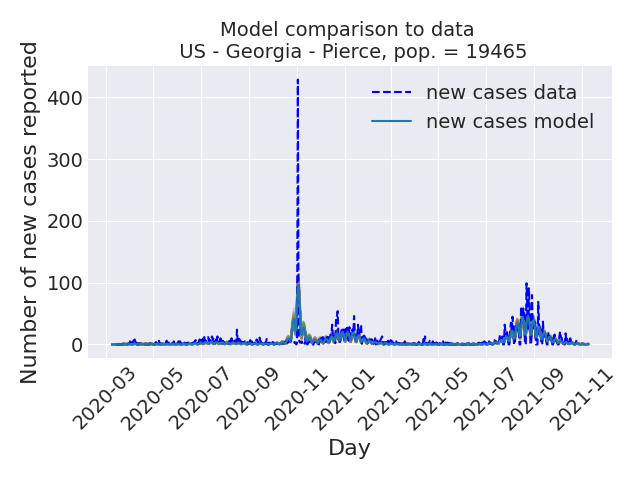 Model comparison to data
US - Georgia - Pierce, pop. = 19465
Number of new cases reported
400
300
200
100
0
new cases data
new cases model
2020-03
2020-05
2020-07
2020-09
2020-11
2021-01
2021-03
2021-05
2021-07
2021-09
2021-11
Day